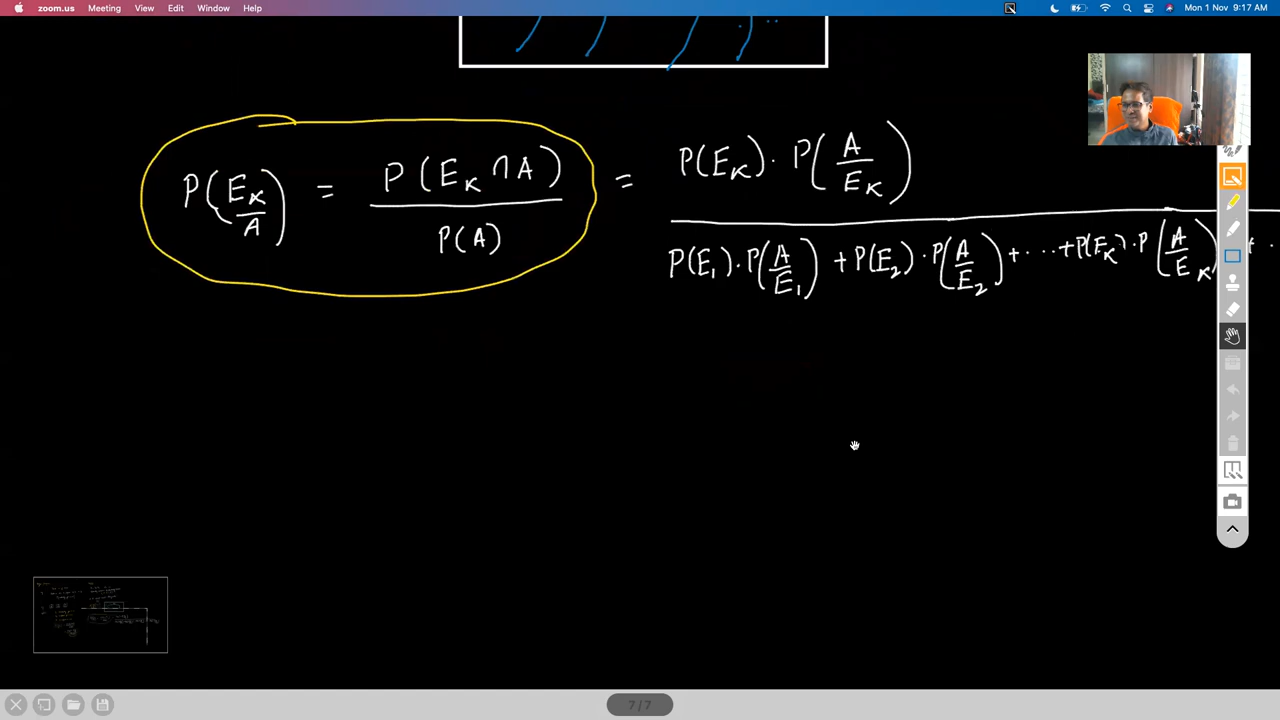 zoom.us Meeting View Edit Window Help Mon 1 Nov 9:17 AM
P(E_K/A) = P(E_K ∩ A) / P(A) = P(E_K) · P(A/E_K) / P(E_1) · P(A/E_1) + P(E_2) · P(A/E_2) + ... + P(E_K) · P(A/E_K) + ·
7 / 7